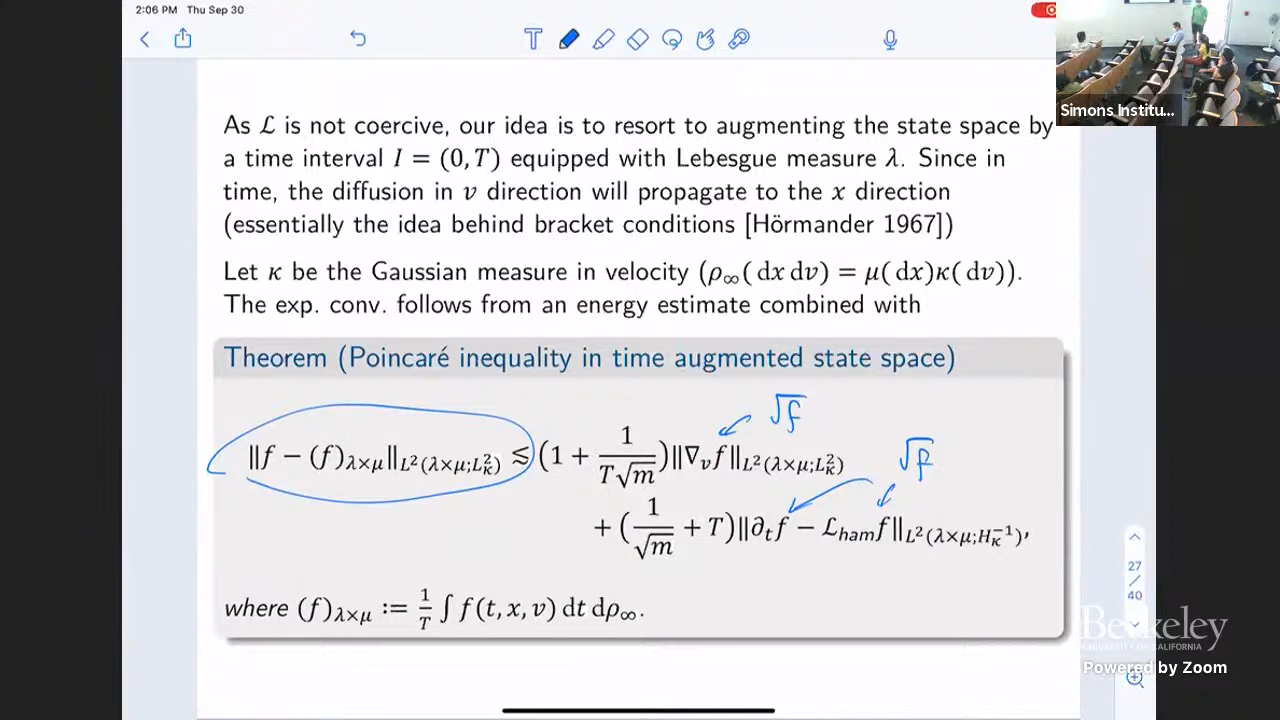 2:06 PM Thu Sep 30
Simons Institu...
As ℒ is not coercive, our idea is to resort to augmenting the state space by
a time interval I = (0, T) equipped with Lebesgue measure λ. Since in
time, the diffusion in v direction will propagate to the x direction
(essentially the idea behind bracket conditions [Hörmander 1967])
Let κ be the Gaussian measure in velocity (ρ∞(dx dv) = μ(dx)κ(dv)).
The exp. conv. follows from an energy estimate combined with
Theorem (Poincaré inequality in time augmented state space)
√f
‖f − (f)λ×μ‖L²(λ×μ;L²κ) ≲ (1 + 1/(T√m))‖∇vf‖L²(λ×μ;L²κ)
√f
+ (1/√m + T)‖∂tf − ℒhamf‖L²(λ×μ;H⁻¹κ),
where (f)λ×μ := 1/T ∫ f(t, x, v) dt dρ∞.
27
/
40
Berkeley
UNIVERSITY OF CALIFORNIA
Powered by Zoom